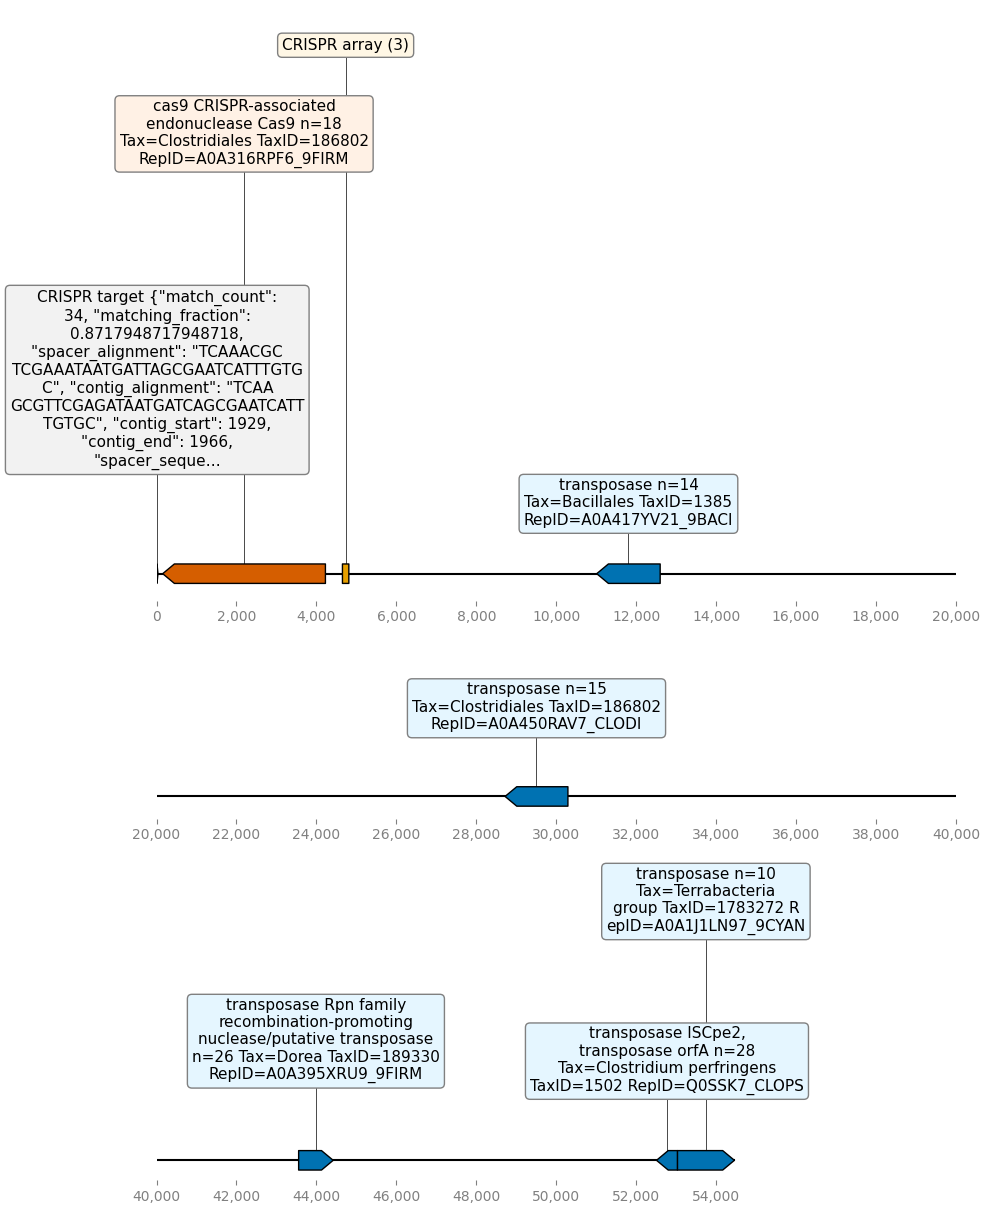 CRISPR array (3)
cas9 CRISPR-associated
endonuclease Cas9 n=18
Tax=Clostridiales TaxID=186802
RepID=A0A316RPF6_9FIRM
CRISPR target {"match_count":
34, "matching_fraction":
0.8717948717948718,
"spacer_alignment": "TCAAACGC
TCGAAATAATGATTAGCGAATCATTTGTG
C", "contig_alignment": "TCAA
GCGTTCGAGATAATGATCAGCGAATCATT
TGTGC", "contig_start": 1929,
"contig_end": 1966,
"spacer_seque...
transposase n=14
Tax=Bacillales TaxID=1385
RepID=A0A417YV21_9BACI
0 2,000 4,000 6,000 8,000 10,000 12,000 14,000 16,000 18,000 20,000
transposase n=15
Tax=Clostridiales TaxID=186802
RepID=A0A450RAV7_CLODI
20,000 22,000 24,000 26,000 28,000 30,000 32,000 34,000 36,000 38,000 40,000
transposase n=10
Tax=Terrabacteria
group TaxID=1783272 R
epID=A0A1J1LN97_9CYAN
transposase Rpn family
recombination-promoting
nuclease/putative transposase
n=26 Tax=Dorea TaxID=189330
RepID=A0A395XRU9_9FIRM
transposase ISCpe2,
transposase orfA n=28
Tax=Clostridium perfringens
TaxID=1502 RepID=Q0SSK7_CLOPS
40,000 42,000 44,000 46,000 48,000 50,000 52,000 54,000